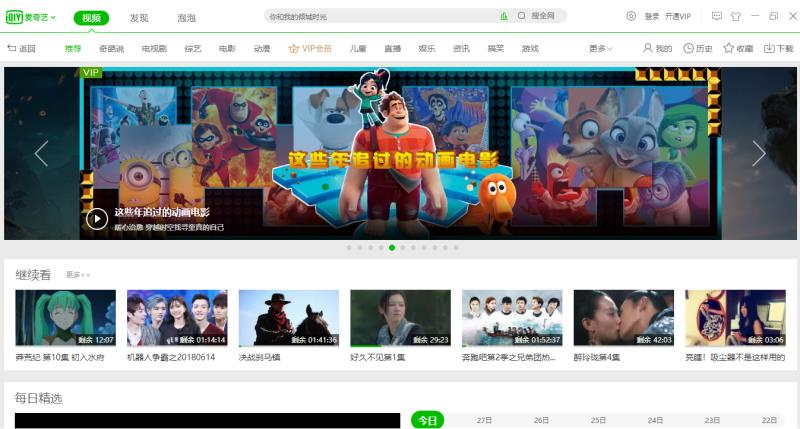 QIY 爱奇艺 视频 发现 泡泡 你和我的倾城时光 搜全网 登录 开通VIP
返回 推荐 奇酷说 电视剧 综艺 电影 动漫 VIP会员 儿童 直播 娱乐 资讯 搞笑 游戏 更多 我的 历史 收藏 下载
VIP
这些年追过的动画电影
这些年追过的动画电影
暖心治愈 穿越时空找寻童真的自己
继续看 更多>>
剩余 12:07 剩余 01:14:14 剩余 01:41:36 剩余 29:23 剩余 01:52:37 剩余 42:03 剩余 03:06
莽荒纪 第10集 初入水府 机器人争霸之20180614 决战刹马镇 好久不见第1集 奔跑吧第2季之兄弟团热... 醉玲珑第4集 亮瞎！吸尘器不是这样用的
每日精选
今日 27日 26日 25日 24日 23日 22日